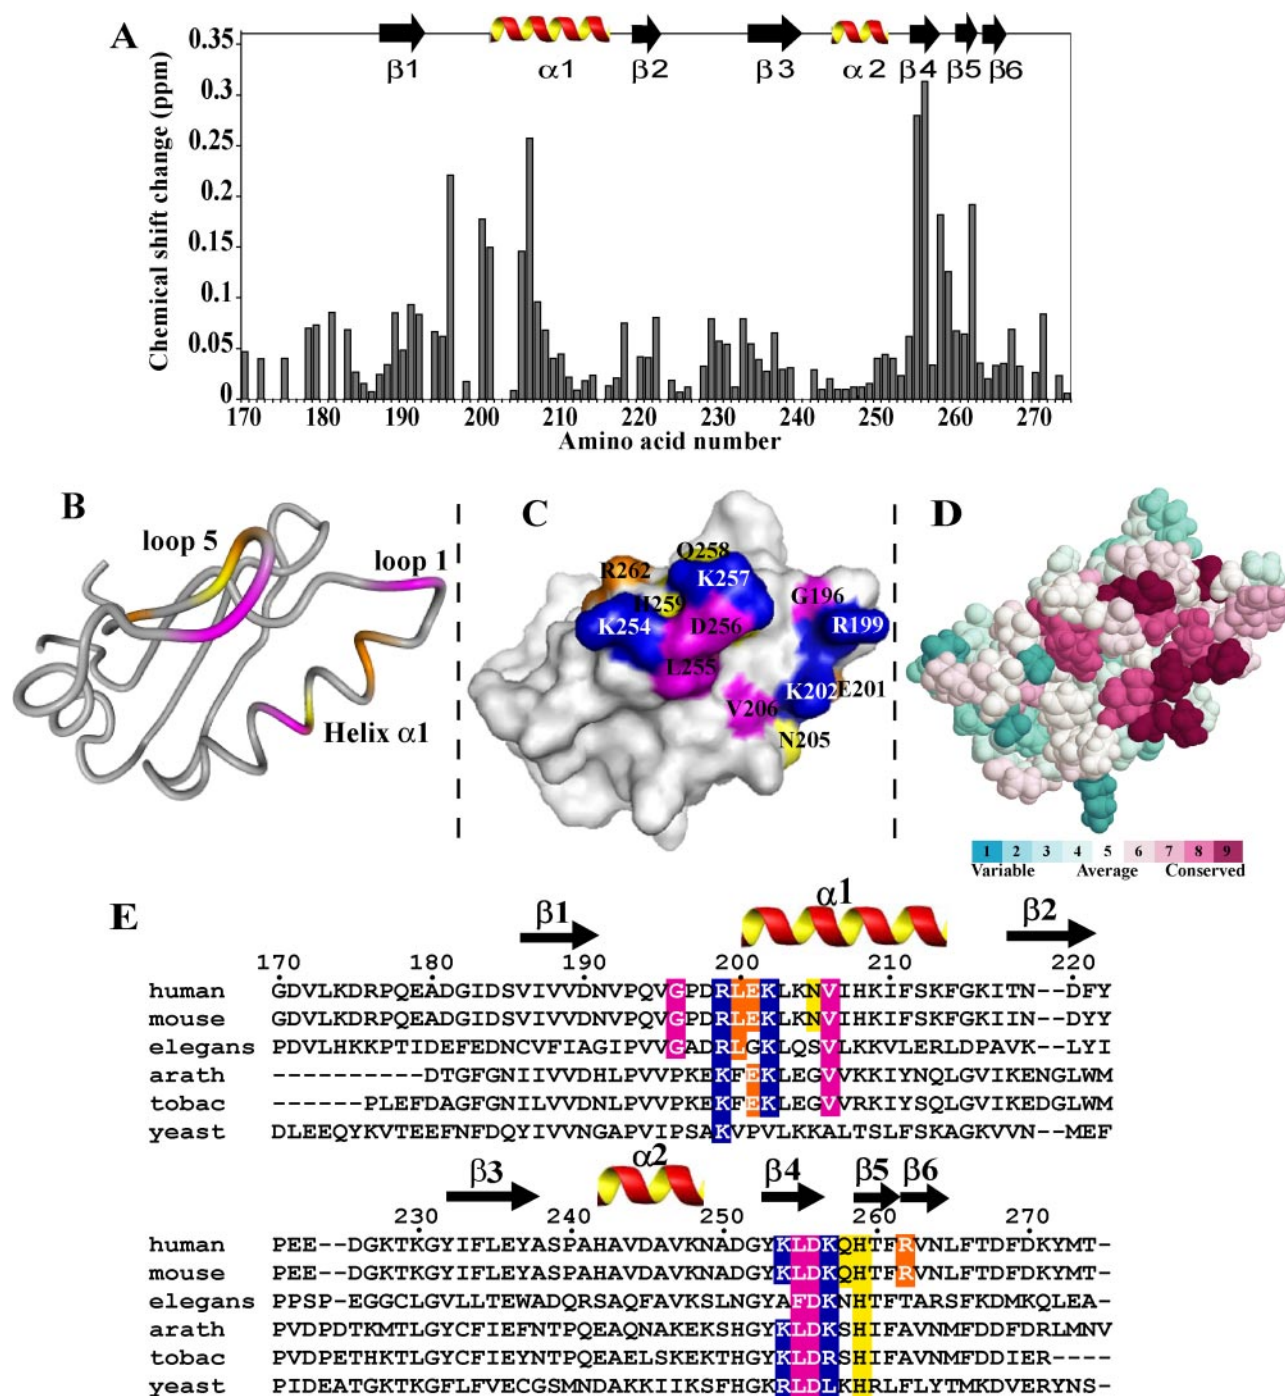 A
β1 α1 β2 β3 α2 β4 β5 β6
Chemical shift change (ppm)
0.35
0.3
0.25
0.2
0.15
0.1
0.05
0
170 180 190 200 210 220 230 240 250 260 270
Amino acid number
B
loop 5
loop 1
Helix α1
C
Q258
R262
K257
H259
G196
K254
D256
R199
L255
K202
E201
V206
N205
D
1 2 3 4 5 6 7 8 9
Variable Average Conserved
E
β1 α1 β2
170 180 190 200 210 220
human GDVLKDRPQEADGIDSVIVVDNVPQVGPDRLEKLKNVIHKIFSKFGKITN--DFY
mouse GDVLKDRPQEADGIDSVIVVDNVPQVGPDRLEKLKNVIHKIFSKFGKIIN--DYY
elegans PDVLHKKPTIDEFEDNCVFIAGIPVVGADRLGKLQSVLKKVLERLDPAVK--LYI
arath ----------DTGFGNIIVVDHLPVVPKEKFEKLEGVVKKIYNQLGVIKENGLWM
tobac ------PLEFDAGFGNILVVDNLPVVPKEKFEKLEGVVRKIYSQLGVIKEDGLWM
yeast DLEEQYKVTEEFNFDQYIVVNGAPVIPSAKVPVLKKALTSLFSKAGKVVN--MEF
β3 α2 β4 β5 β6
230 240 250 260 270
human PEE--DGKTKGYIFLEYASPAHAVDAVKNADGYKLDKQHTFRVNLFTDFDKYMT-
mouse PEE--DGKTKGYIFLEYASPAHAVDAVKNADGYKLDKQHTFRVNLFTDFDKYMT-
elegans PPSP-EGGCLGVLLTEWADQRSAQFAVKSLNGYAFDKNHTFTARSFKDMKQLEA-
arath PVDPDTKMTLGYCFIEFNTPQEAQNAKEKSHGYKLDKSHIFAVNMFDDFDRLMNV
tobac PVDPETHKTLGYCFIEYNTPQEAELSKEKTHGYKLDRSHIFAVNMFDDIER----
yeast PIDEATGKTKGFLFVECGSMNDAKKIIKSFHGKRLDLKHRLFLYTMKDVERYNS-